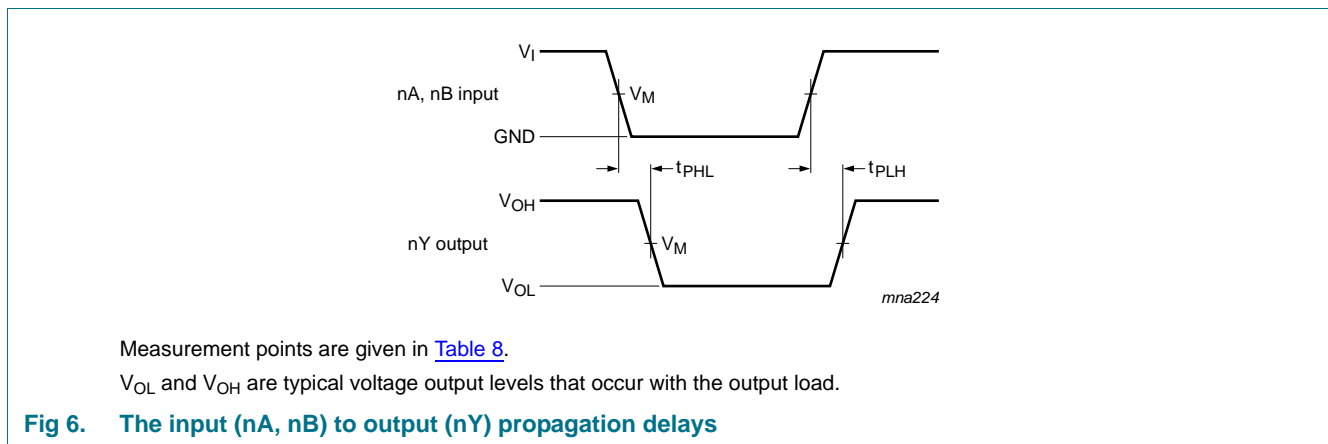 VI
nA, nB input
VM
GND
tPHL
tPLH
VOH
nY output
VM
VOL
mna224
Measurement points are given in Table 8.
VOL and VOH are typical voltage output levels that occur with the output load.
Fig 6. The input (nA, nB) to output (nY) propagation delays